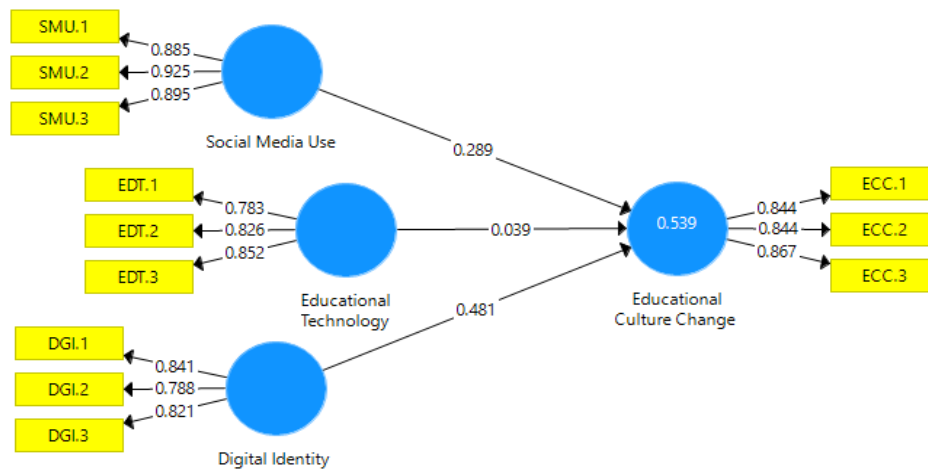 SMU.1
0.885
SMU.2
0.925
SMU.3
0.895
Social Media Use
0.289
EDT.1
0.783
EDT.2
0.826
EDT.3
0.852
Educational
Technology
0.039
0.539
Educational
Culture Change
ECC.1
0.844
ECC.2
0.844
ECC.3
0.867
0.481
DGI.1
0.841
DGI.2
0.788
DGI.3
0.821
Digital Identity